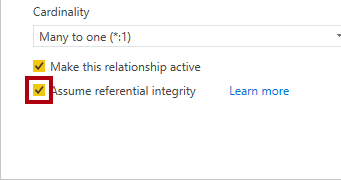 Cardinality
Many to one (*:1)
Make this relationship active
Assume referential integrity Learn more